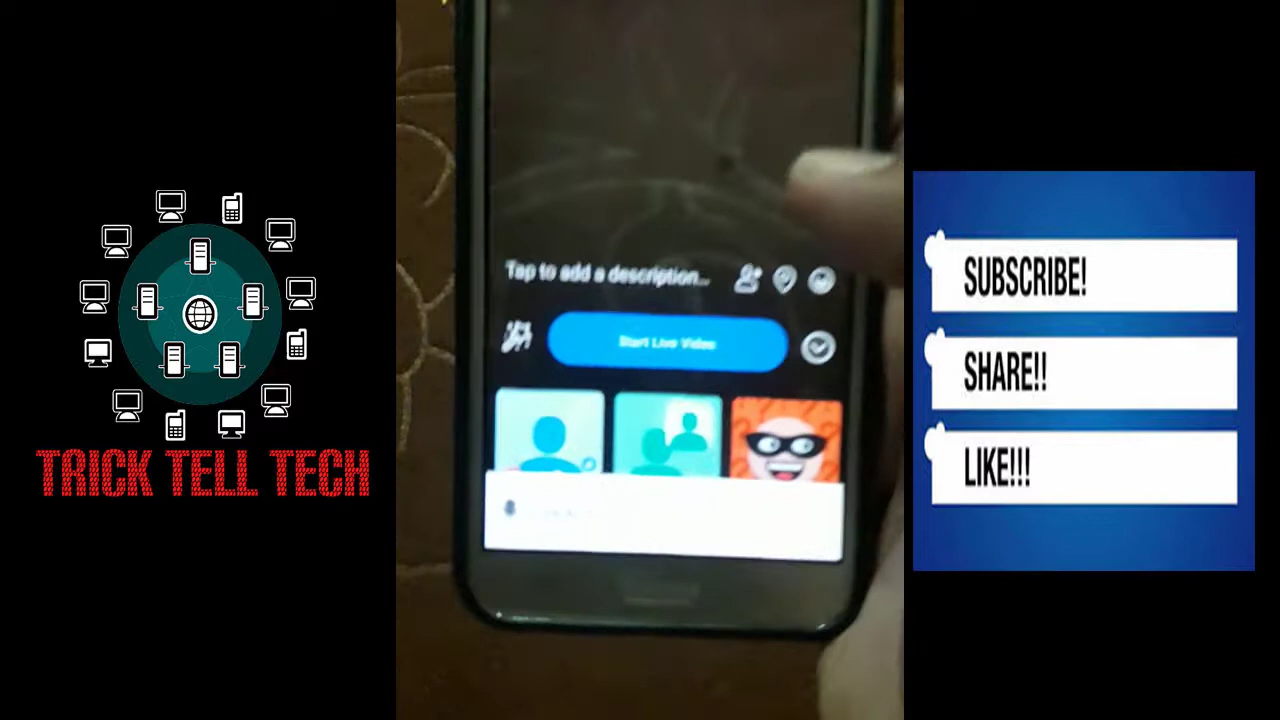 Tap to add a description...
Start Live Video
TRICK TELL TECH
SUBSCRIBE!
SHARE!!
LIKE!!!